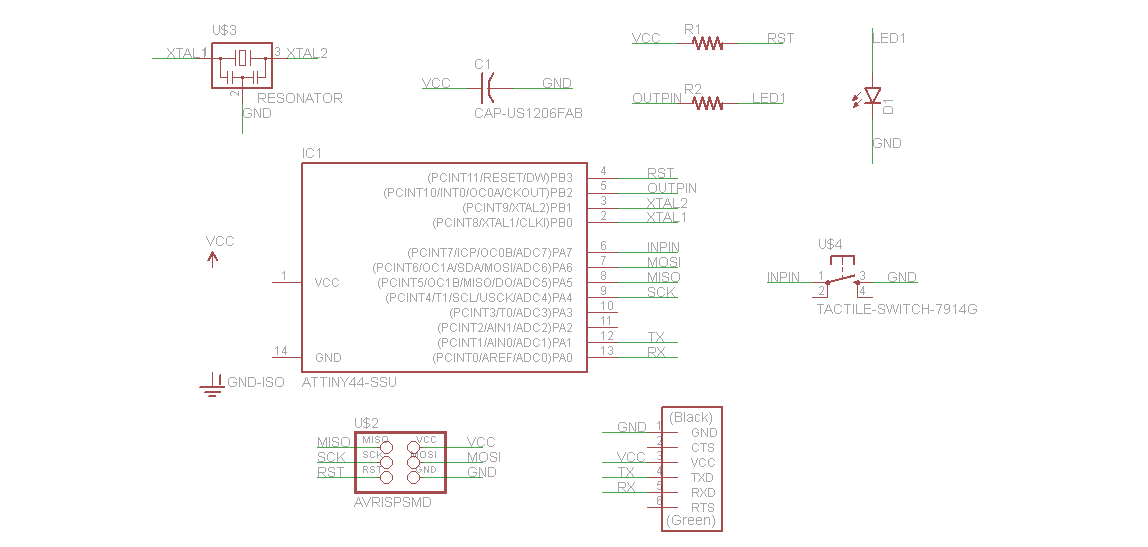 U$3
XTAL1 1 3 XTAL2
2
RESONATOR
GND
C1
VCC GND
CAP-US1206FAB
R1
VCC RST
R2
OUTPIN LED1
LED1
D1
GND
IC1
(PCINT11/RESET/DW)PB3 4 RST
(PCINT10/INT0/OC0A/CKOUT)PB2 5 OUTPIN
(PCINT9/XTAL2)PB1 3 XTAL2
(PCINT8/XTAL1/CLKI)PB0 2 XTAL1
(PCINT7/ICP/OC0B/ADC7)PA7 6 INPIN
(PCINT6/OC1A/SDA/MOSI/ADC6)PA6 7 MOSI
(PCINT5/OC1B/MISO/DO/ADC5)PA5 8 MISO
(PCINT4/T1/SCL/USCK/ADC4)PA4 9 SCK
(PCINT3/T0/ADC3)PA3 10
(PCINT2/AIN1/ADC2)PA2 11
(PCINT1/AIN0/ADC1)PA1 12 TX
(PCINT0/AREF/ADC0)PA0 13 RX
1 VCC
14 GND
ATTINY44-SSU
VCC
GND-ISO
U$4
INPIN 1 3 GND
2 4
TACTILE-SWITCH-7914G
U$2
MISO MISO VCC VCC
SCK SCK MOSI MOSI
RST RST GND GND
AVRISPSMD
(Black)
GND 1 GND
2 CTS
VCC 3 VCC
TX 4 TXD
RX 5 RXD
6 RTS
(Green)